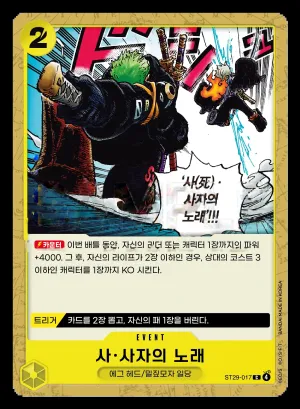 2
'사(死)·
사자의
노래'!!!
카운터 이번 배틀 동안, 자신의 리더 또는 캐릭터 1장까지의 파워
+4000. 그 후, 자신의 라이프가 2장 이하인 경우, 상대의 코스트 3
이하인 캐릭터를 1장까지 KO 시킨다.
트리거 카드를 2장 뽑고, 자신의 패 1장을 버린다.
EVENT
사·사자의 노래
에그 헤드/밀짚모자 일당
ST29-017 C